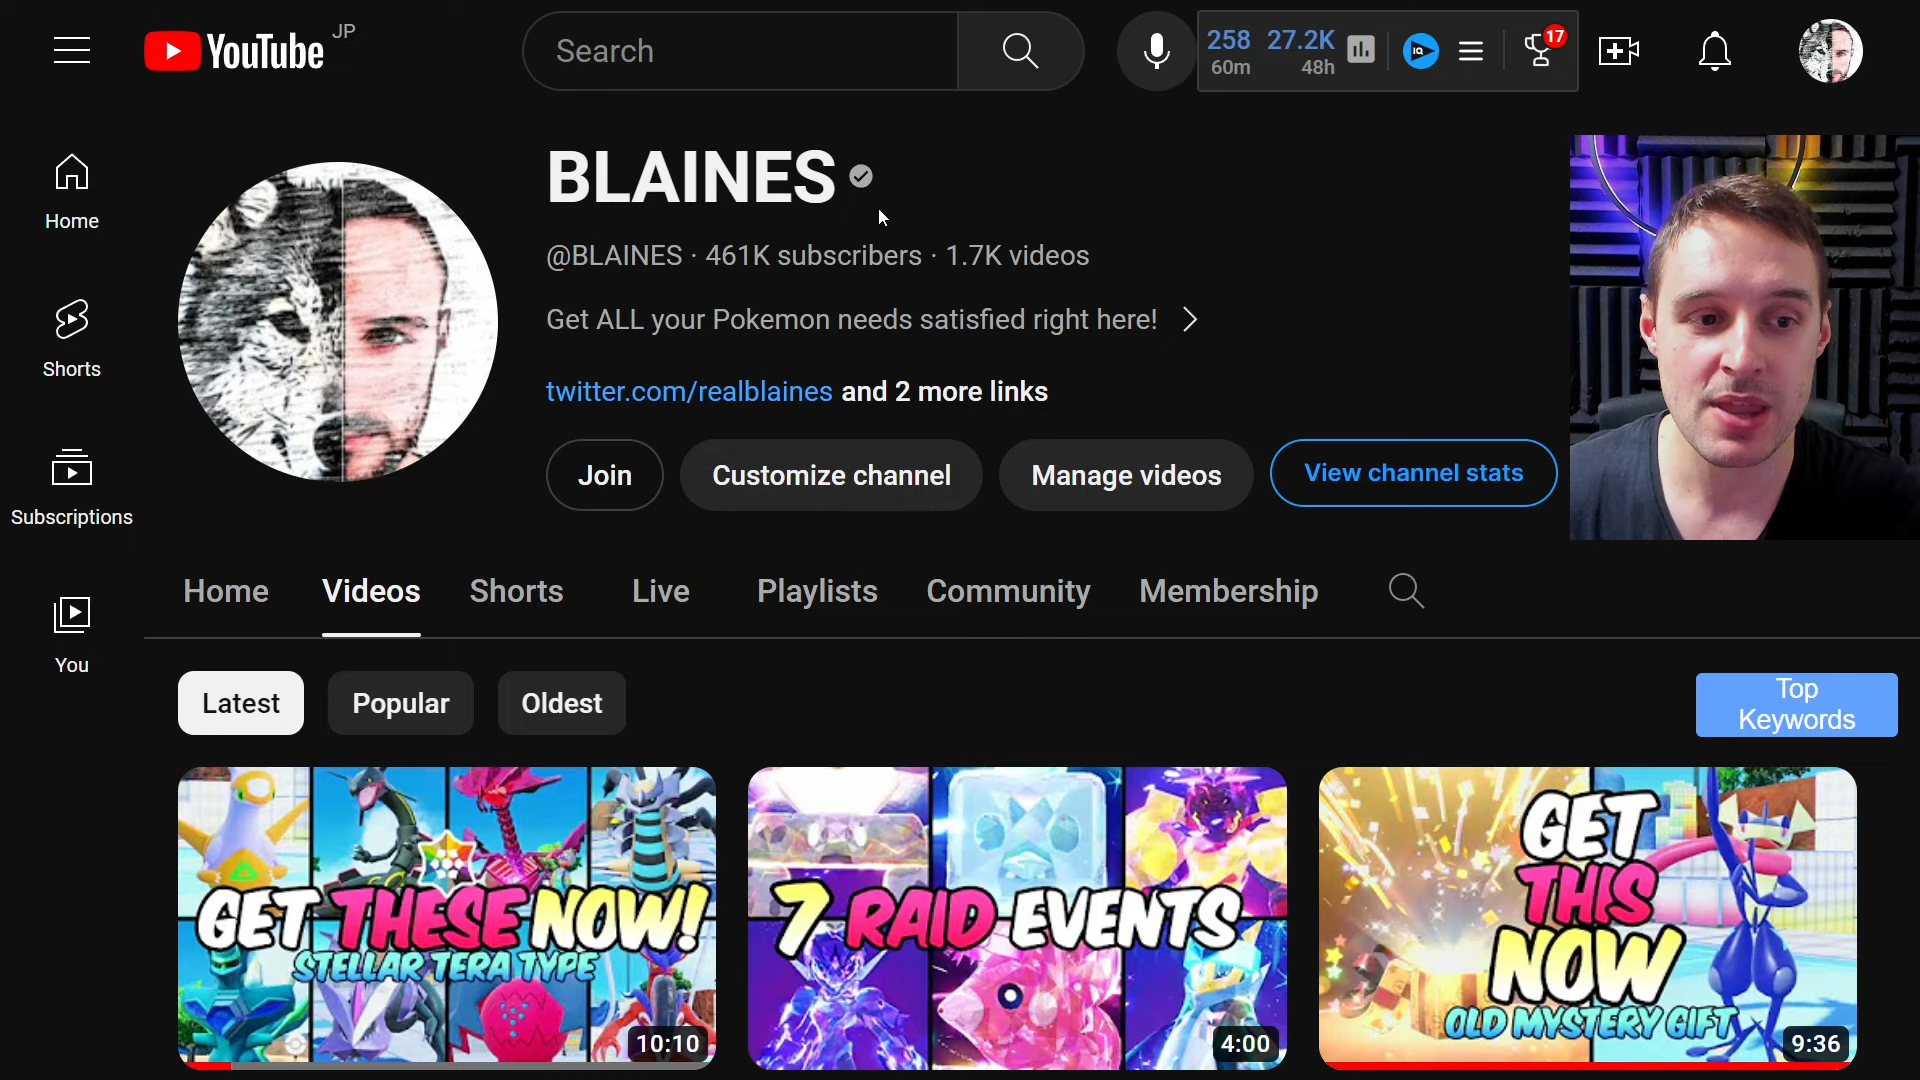 YouTube JP
Search
258 27.2K
60m 48h
IQ
17
Home
Shorts
Subscriptions
You
BLAINES
@BLAINES · 461K subscribers · 1.7K videos
Get ALL your Pokemon needs satisfied right here!
twitter.com/realblaines and 2 more links
Join
Customize channel
Manage videos
View channel stats
Home
Videos
Shorts
Live
Playlists
Community
Membership
Latest
Popular
Oldest
Top
Keywords
GET THESE NOW!
STELLAR TERA TYPE
10:10
7 RAID EVENTS
4:00
GET
THIS
NOW
OLD MYSTERY GIFT
9:36